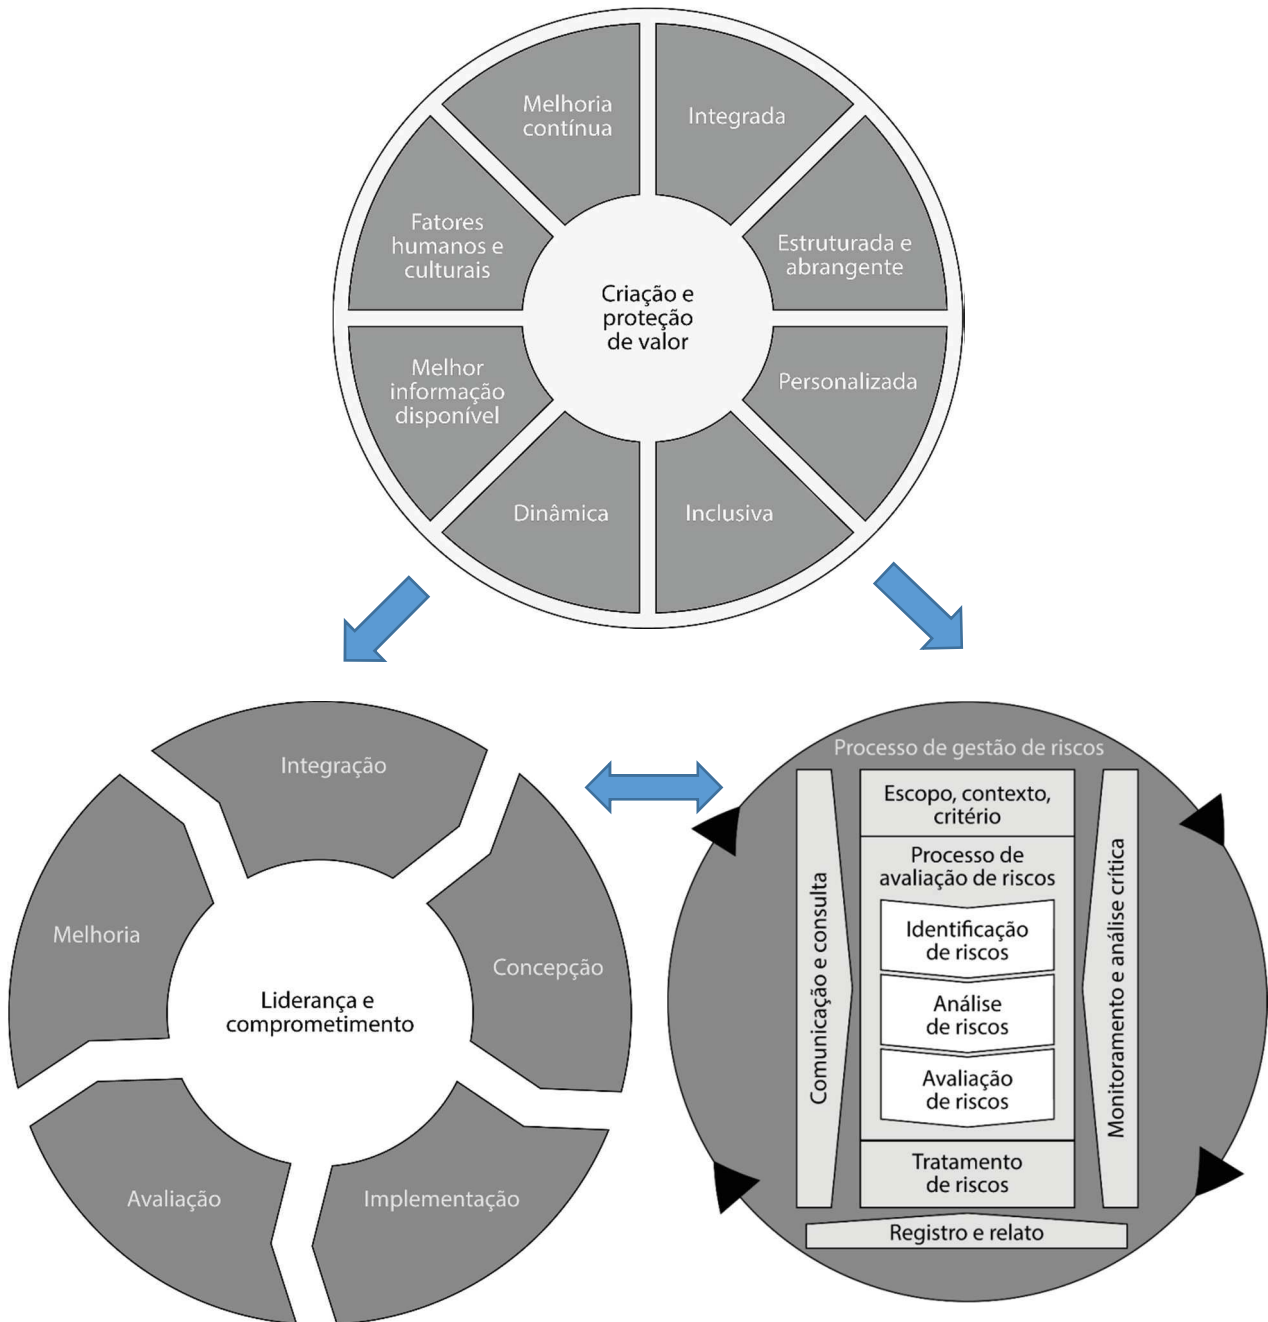 Melhoria
contínua
Integrada
Fatores
humanos e
culturais
Estruturada e
abrangente
Criação e
proteção
de valor
Melhor
informação
disponível
Personalizada
Dinâmica
Inclusiva
Integração
Melhoria
Concepção
Liderança e
comprometimento
Avaliação
Implementação
Processo de gestão de riscos
Escopo, contexto,
critério
Processo de
avaliação de riscos
Identificação
de riscos
Análise
de riscos
Avaliação
de riscos
Tratamento
de riscos
Comunicação e consulta
Monitoramento e análise crítica
Registro e relato